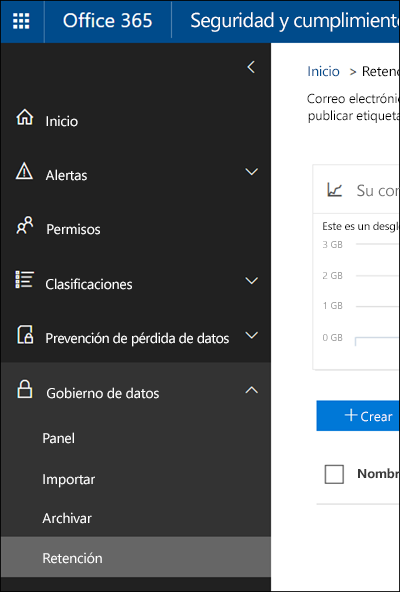 Office 365
Seguridad y cumplimiento
Inicio > Reten
Correo electróni
publicar etiqueta
Inicio
Alertas
Permisos
Clasificaciones
Prevención de pérdida de datos
Gobierno de datos
Panel
Importar
Archivar
Retención
Su co
Este es un desgl
3 GB
2 GB
1 GB
0 GB
+ Crear
Nombr